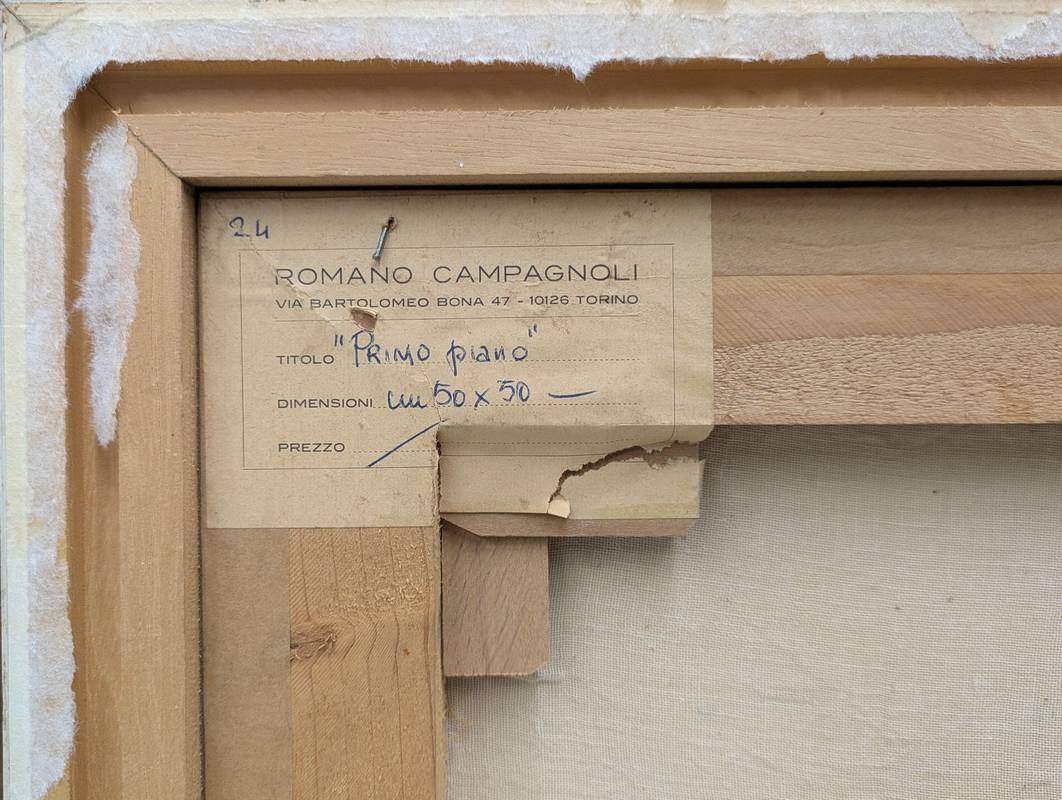 24
ROMANO CAMPAGNOLI
VIA BARTOLOMEO BONA 47 - 10126 TORINO
TITOLO "PRIMO piano"
DIMENSIONI cm 50 x 50 —
PREZZO /